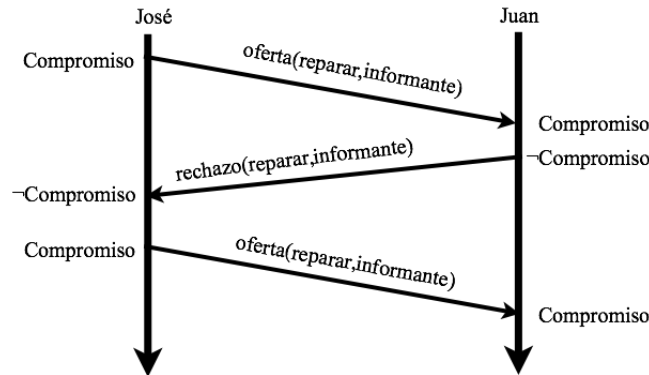 José
Juan
Compromiso
oferta(reparar,informante)
Compromiso
rechazo(reparar,informante)
¬Compromiso
¬Compromiso
Compromiso
oferta(reparar,informante)
Compromiso